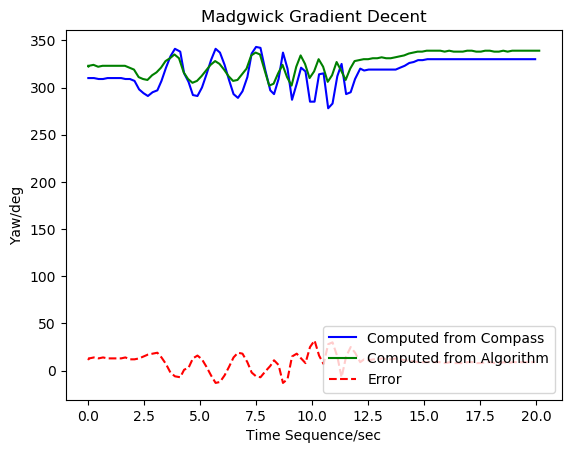 Madgwick Gradient Decent
350
300
250
200
150
100
50
0
Yaw/deg
Computed from Compass
Computed from Algorithm
Error
0.0 2.5 5.0 7.5 10.0 12.5 15.0 17.5 20.0
Time Sequence/sec